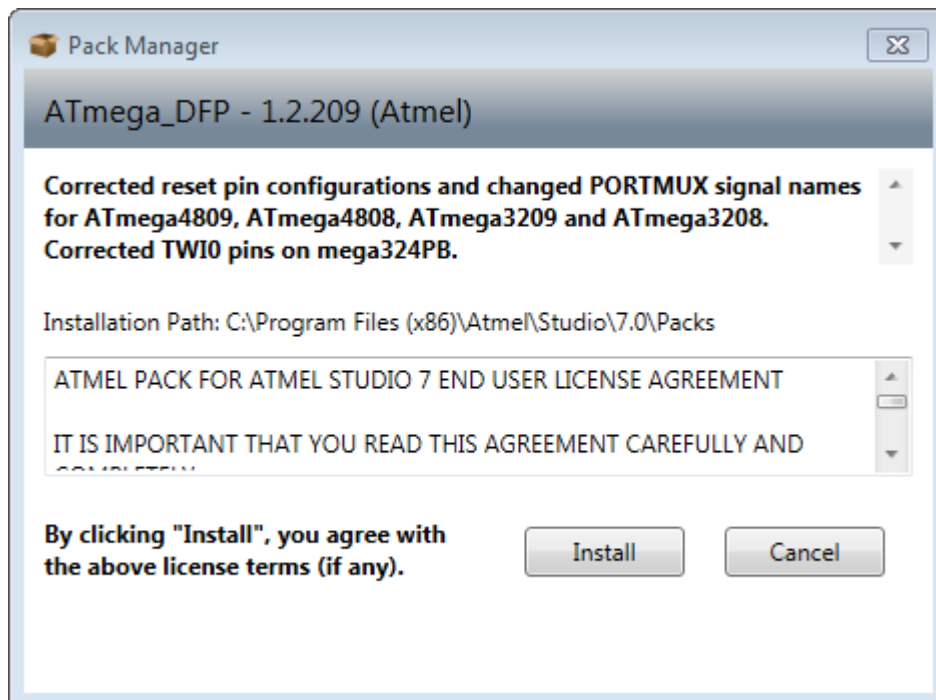 Pack Manager
ATmega_DFP - 1.2.209 (Atmel)
Corrected reset pin configurations and changed PORTMUX signal names
for ATmega4809, ATmega4808, ATmega3209 and ATmega3208.
Corrected TWI0 pins on mega324PB.
Installation Path: C:\Program Files (x86)\Atmel\Studio\7.0\Packs
ATMEL PACK FOR ATMEL STUDIO 7 END USER LICENSE AGREEMENT
IT IS IMPORTANT THAT YOU READ THIS AGREEMENT CAREFULLY AND
By clicking "Install", you agree with
the above license terms (if any).
Install
Cancel